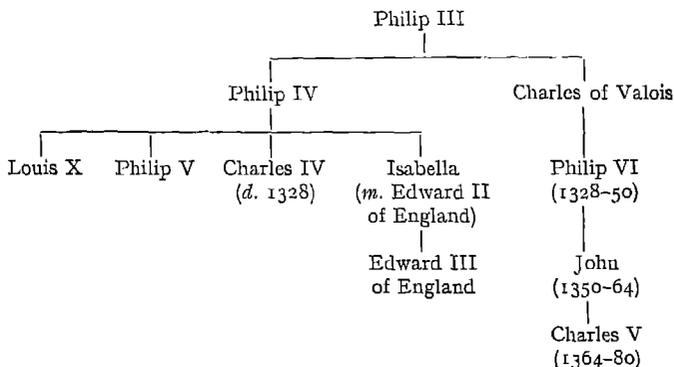 Philip III
Philip IV
Charles of Valois
Louis X
Philip V
Charles IV
(d. 1328)
Isabella
(m. Edward II
of England)
Edward III
of England
Philip VI
(1328–50)
John
(1350–64)
Charles V
(1364–80)